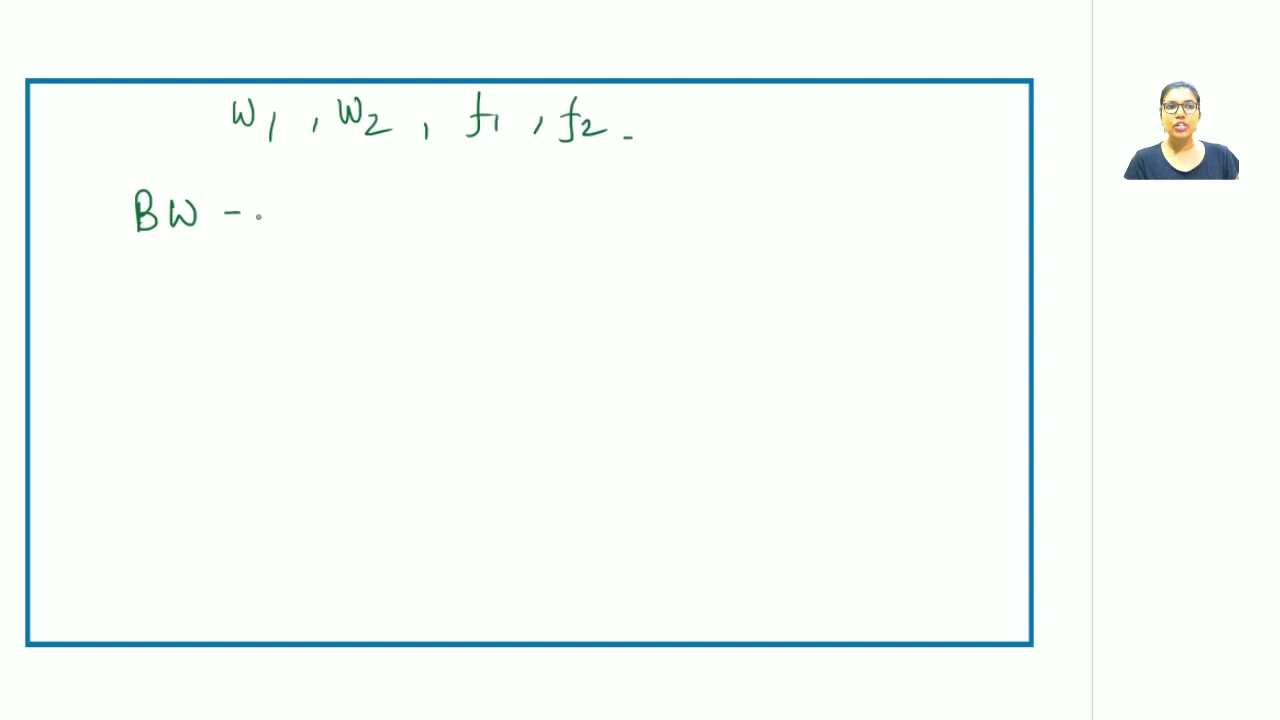 W1 , W2 , f1 , f2 .
BW -